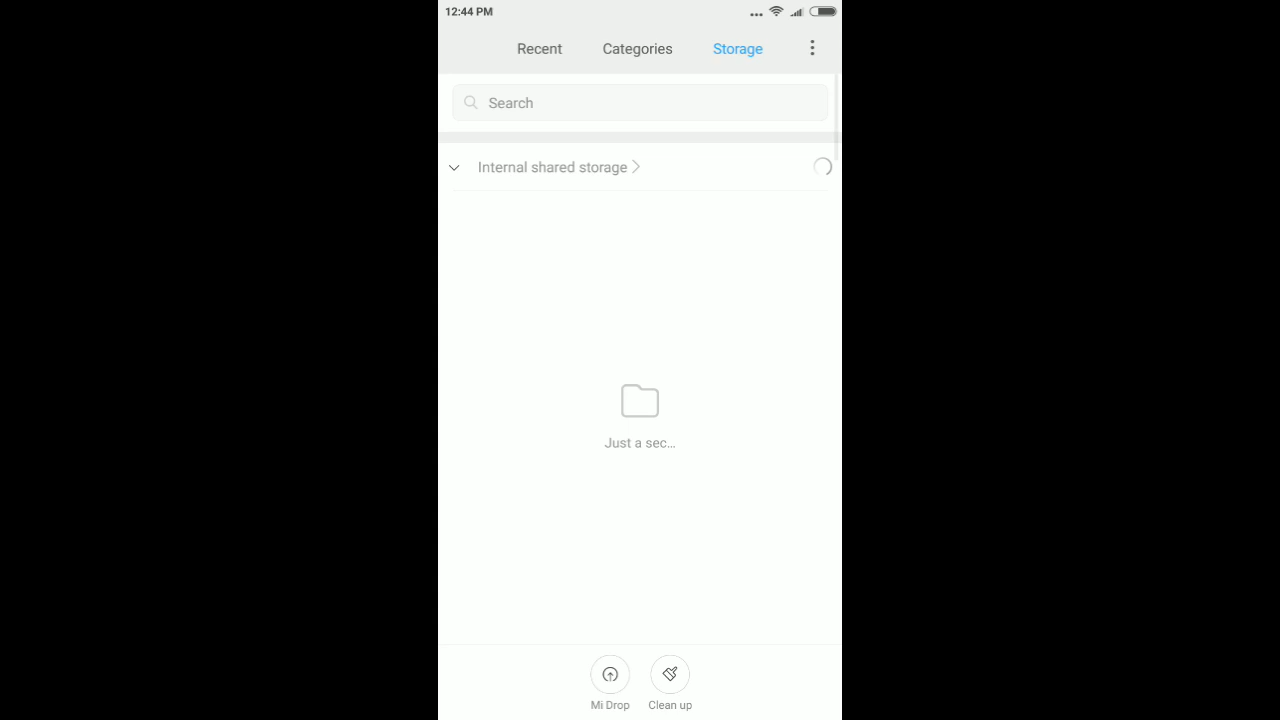 12:44 PM
Recent Categories Storage
Search
Internal shared storage
Just a sec...
Mi Drop Clean up